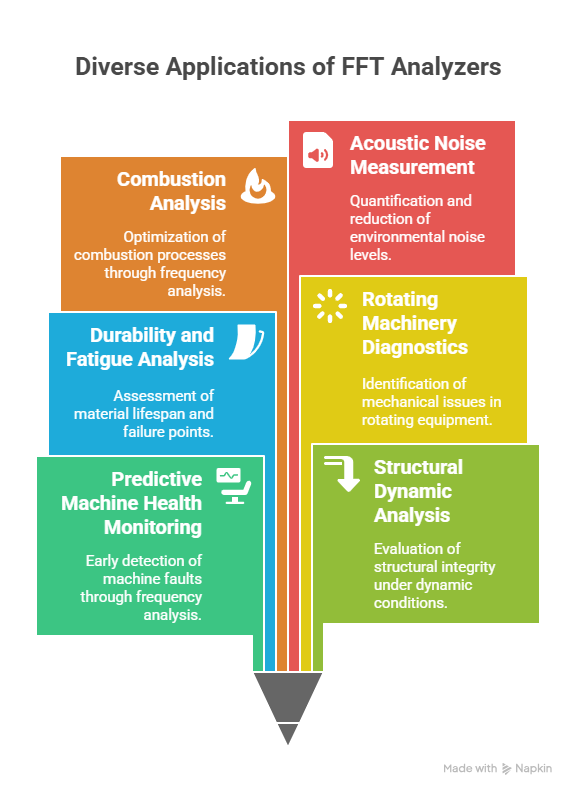 Diverse Applications of FFT Analyzers
Acoustic Noise
Measurement
Quantification and
reduction of
environmental noise
levels.
Combustion
Analysis
Optimization of
combustion processes
through frequency
analysis.
Rotating
Machinery
Diagnostics
Identification of
mechanical issues in
rotating equipment.
Durability and
Fatigue Analysis
Assessment of
material lifespan and
failure points.
Structural
Dynamic
Analysis
Evaluation of
structural integrity
under dynamic
conditions.
Predictive
Machine Health
Monitoring
Early detection of
machine faults
through frequency
analysis.
Made with Napkin